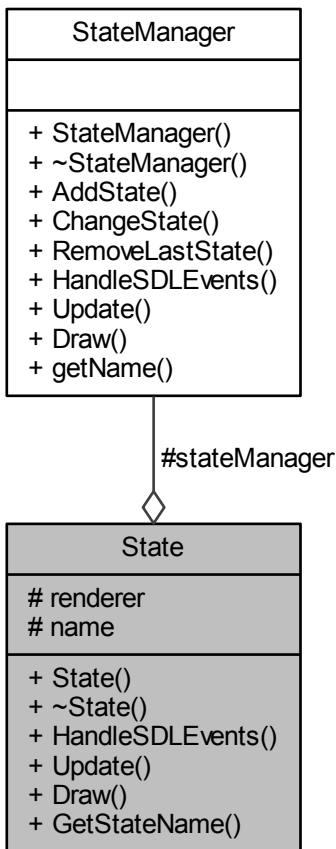 StateManager
+ StateManager()
+ ~StateManager()
+ AddState()
+ ChangeState()
+ RemoveLastState()
+ HandleSDLEvents()
+ Update()
+ Draw()
+ getName()
#stateManager
State
# renderer
# name
+ State()
+ ~State()
+ HandleSDLEvents()
+ Update()
+ Draw()
+ GetStateName()